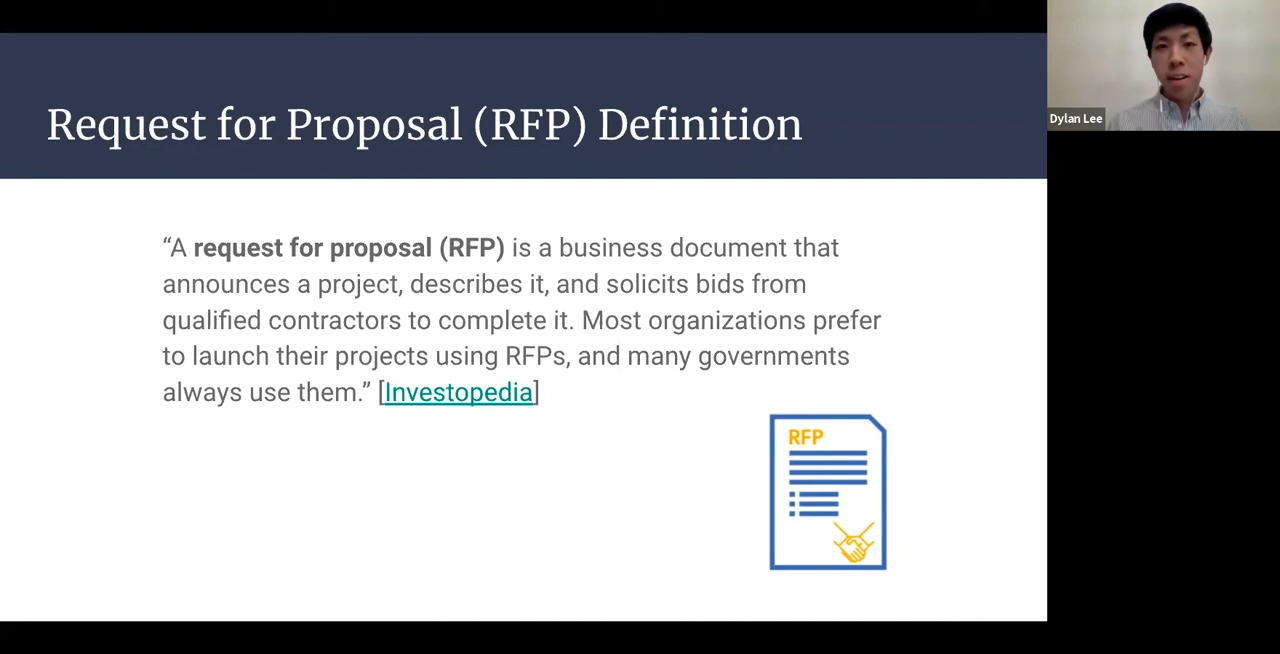 Request for Proposal (RFP) Definition
Dylan Lee
“A request for proposal (RFP) is a business document that
announces a project, describes it, and solicits bids from
qualified contractors to complete it. Most organizations prefer
to launch their projects using RFPs, and many governments
always use them.” [Investopedia]
RFP